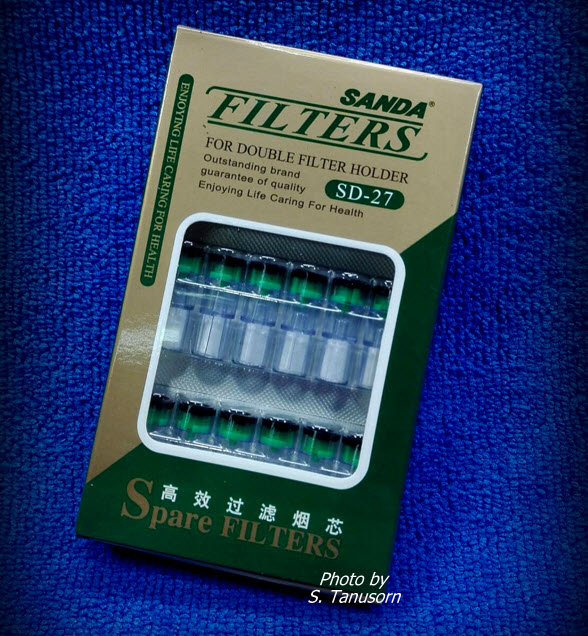 SANDA®
FILTERS
FOR DOUBLE FILTER HOLDER
Outstanding brand
guarantee of quality
Enjoying Life Caring For Health
SD-27
ENJOYING LIFE CARING FOR HEALTH
高效过滤烟芯
Spare FILTERS
Photo by
S. Tanusorn